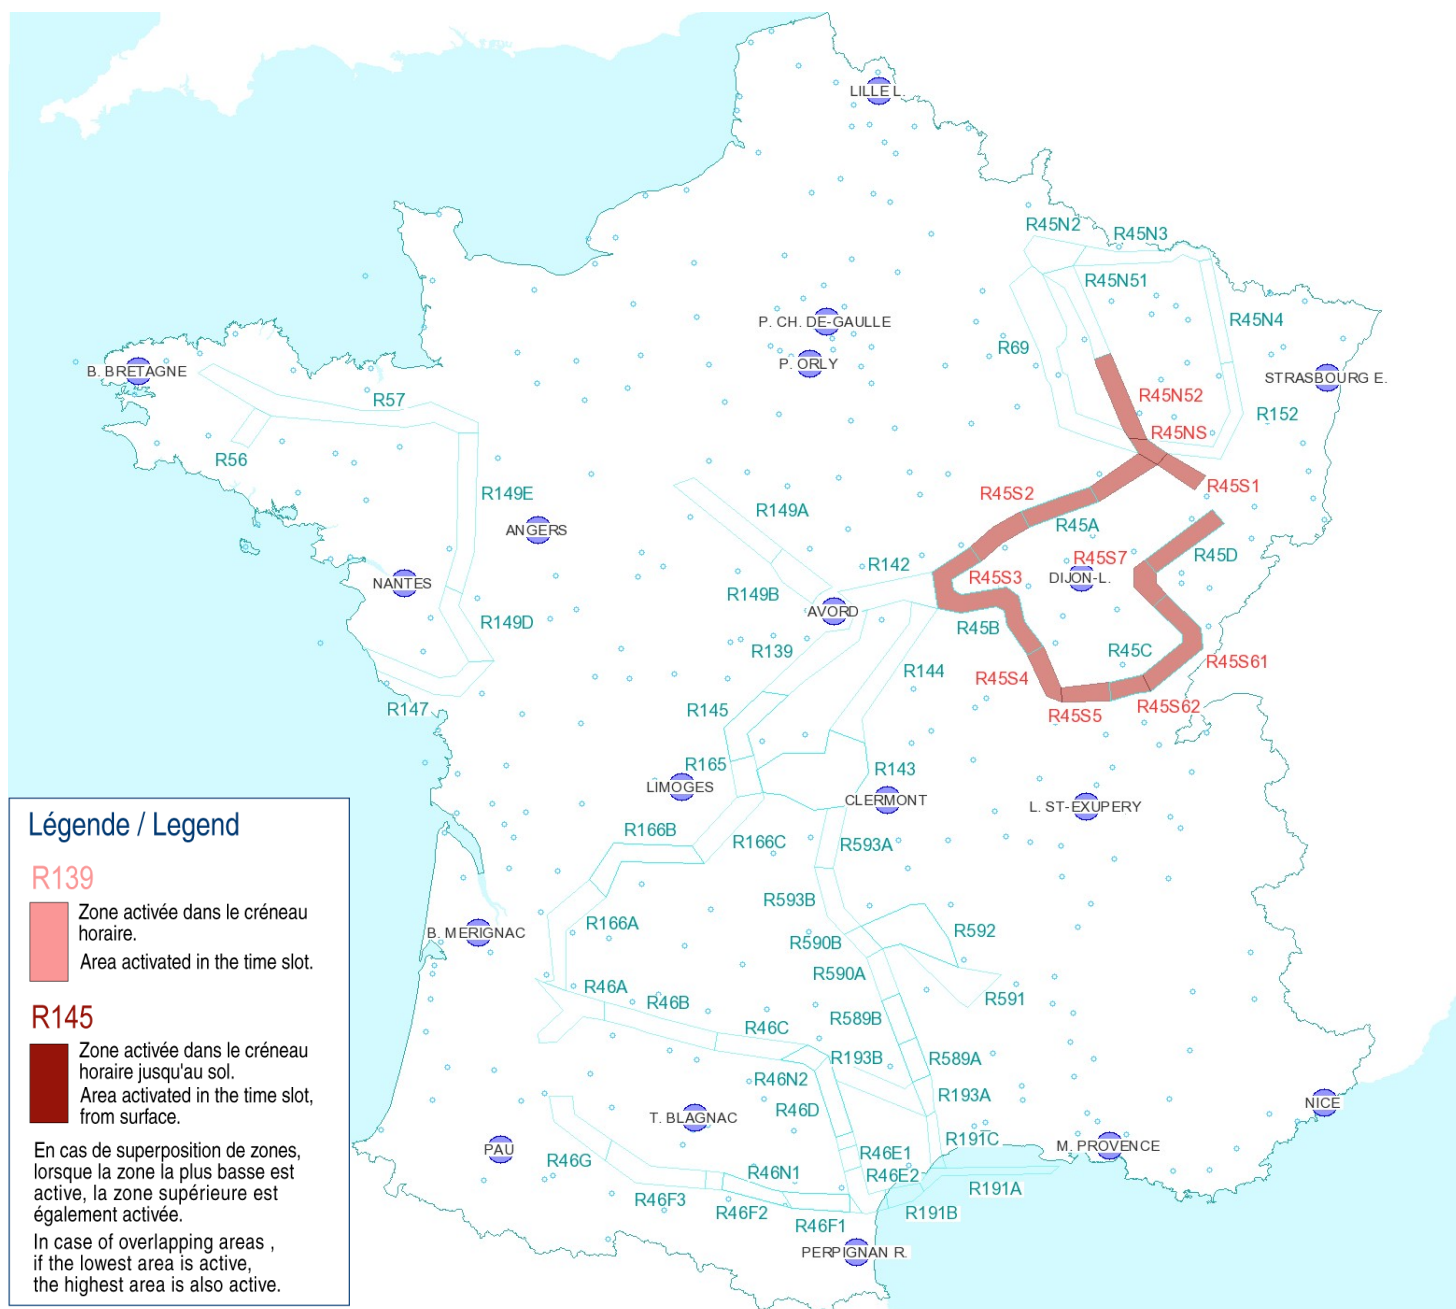 LILLE L.
R45N2
R45N3
R45N51
P. CH. DE-GAULLE
R45N4
R69
P. ORLY
B. BRETAGNE
STRASBOURG E.
R57
R45N52
R152
R45NS
R56
R45S1
R149E
R45S2
R149A
R45A
ANGERS
R45S7
R45D
R142
R45S3
DIJON-L.
NANTES
R149B
AVORD
R149D
R45B
R139
R45C
R45S61
R144
R45S4
R147
R145
R45S5
R45S62
R165
R143
LIMOGES
CLERMONT
L. ST-EXUPERY
R166B
R166C
R593A
R593B
R166A
B. MERIGNAC
R590B
R592
R590A
R46A
R46B
R591
R46C
R589B
R193B
R589A
R46N2
R193A
R46D
NICE
T. BLAGNAC
R191C
M. PROVENCE
PAU
R46E1
R46G
R46N1
R46E2
R191A
R46F3
R46F2
R191B
R46F1
PERPIGNAN R.
Légende / Legend
R139
Zone activée dans le créneau
horaire.
Area activated in the time slot.
R145
Zone activée dans le créneau
horaire jusqu'au sol.
Area activated in the time slot,
from surface.
En cas de superposition de zones,
lorsque la zone la plus basse est
active, la zone supérieure est
également activée.
In case of overlapping areas ,
if the lowest area is active,
the highest area is also active.